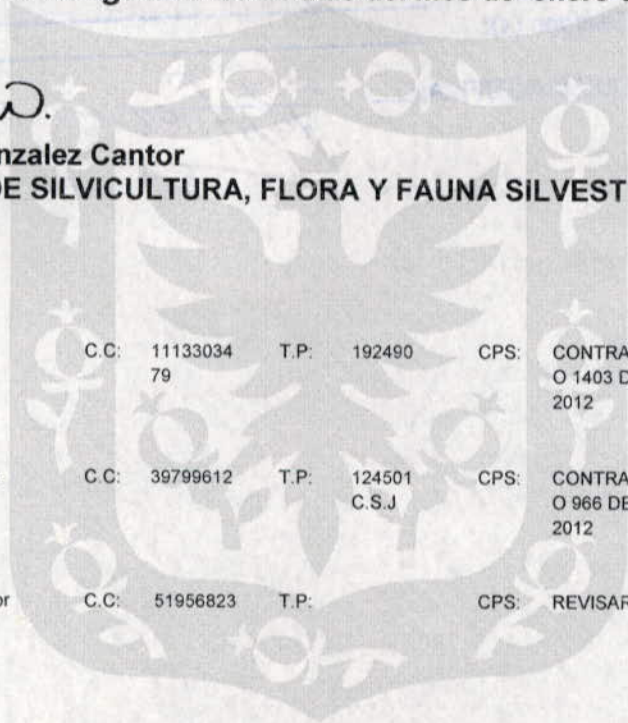 nzalez Cantor
DE SILVICULTURA, FLORA Y FAUNA SILVEST
C.C: 11133034 T.P: 192490 CPS: CONTRA
79 O 1403 D
2012
C.C: 39799612 T.P: 124501 CPS: CONTRA
C.S.J O 966 DE
2012
or C.C: 51956823 T.P: CPS: REVISAR